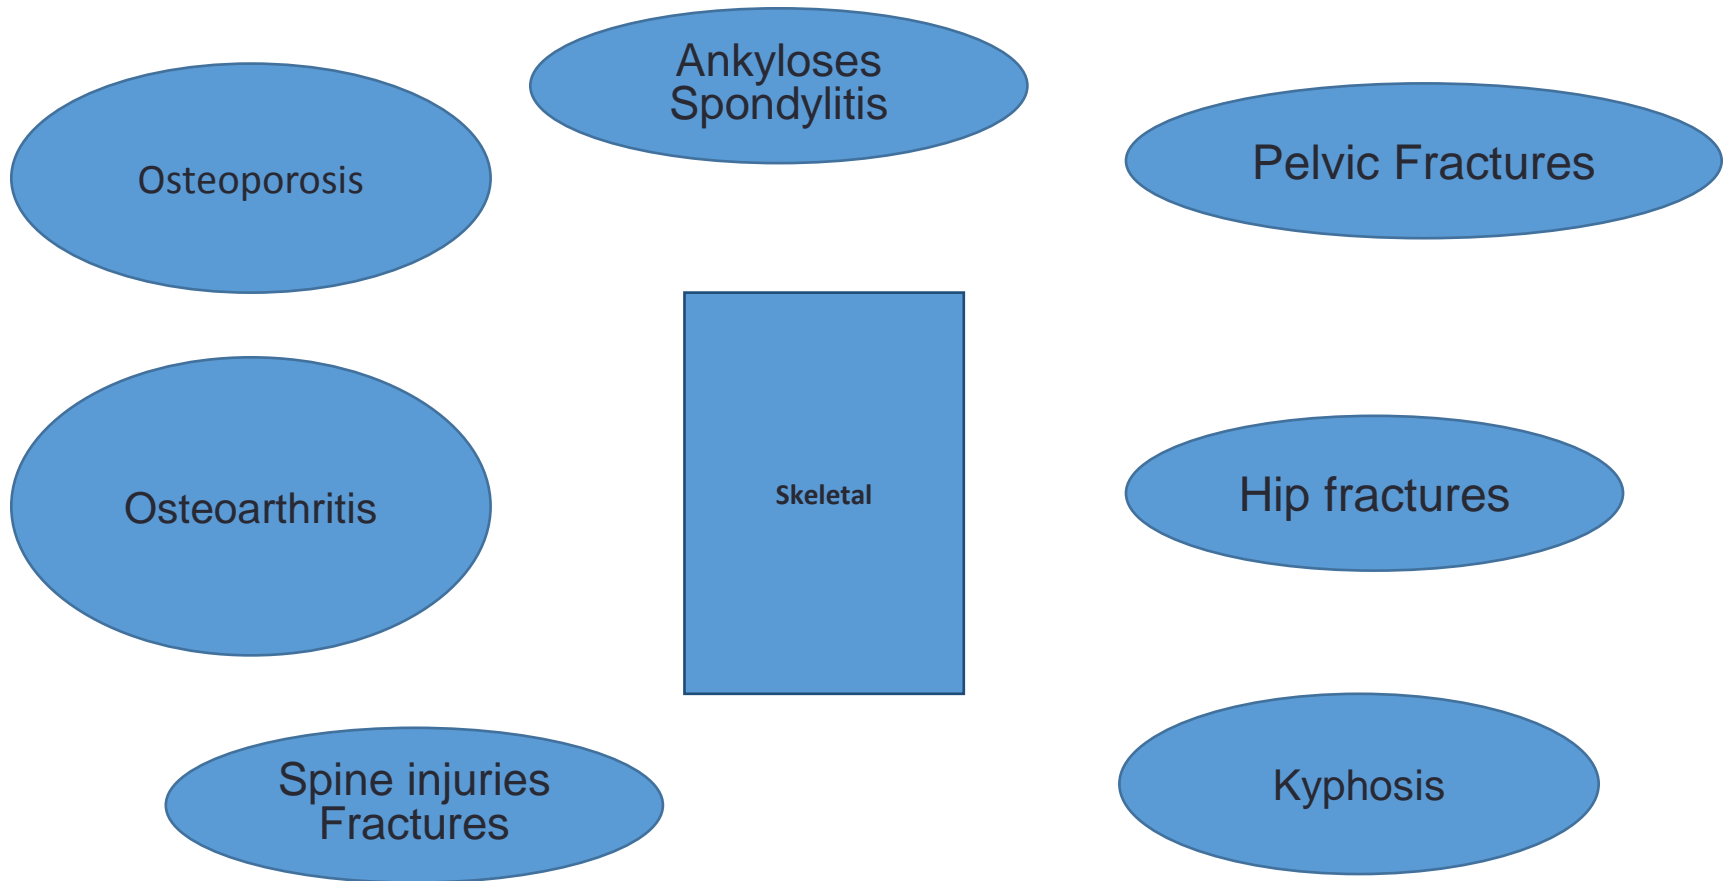 Ankyloses
Spondylitis
Osteoporosis
Pelvic Fractures
Osteoarthritis
Skeletal
Hip fractures
Spine injuries
Fractures
Kyphosis